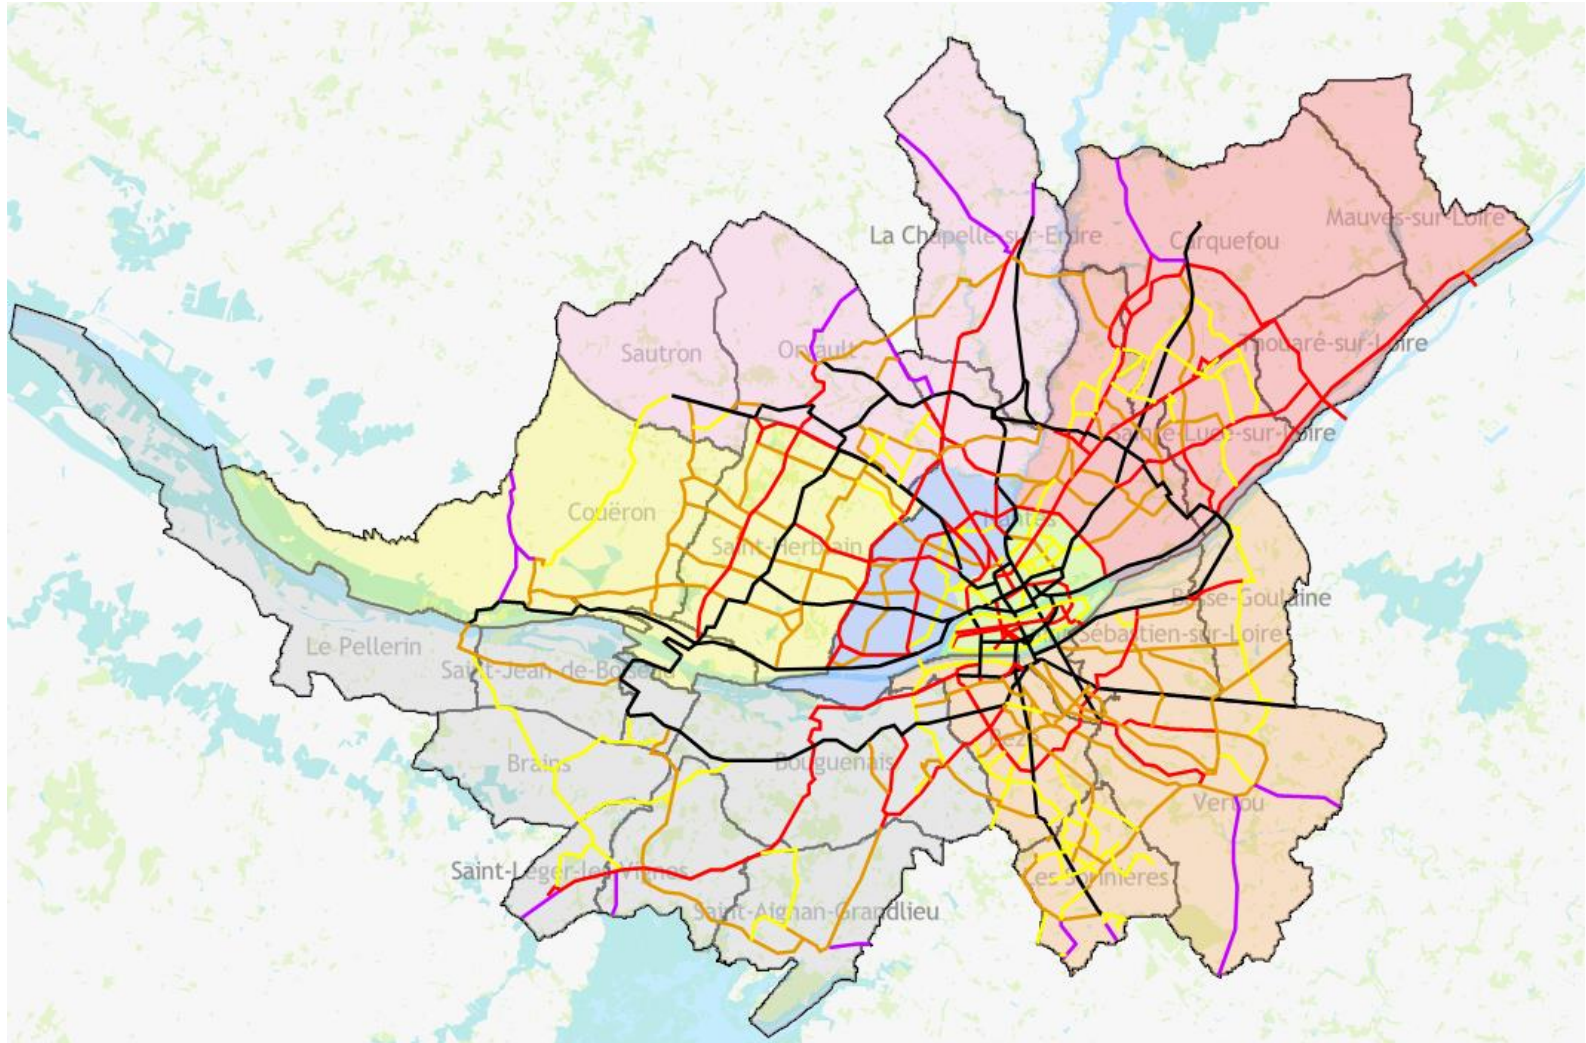 Mauves-sur-Loire
La Chapelle-sur-Erdre
Carquefou
Sautron
Orvault
Thouaré-sur-Loire
Sainte-Luce-sur-Loire
Couëron
Nantes
Saint-Herblain
Basse-Goulaine
Sébastien-sur-Loire
Le Pellerin
Saint-Jean-de-Boiseau
Rezé
Brains
Bouguenais
Vertou
Saint-Léger-les-Vignes
es Sorinières
Saint-Aignan-Grandlieu